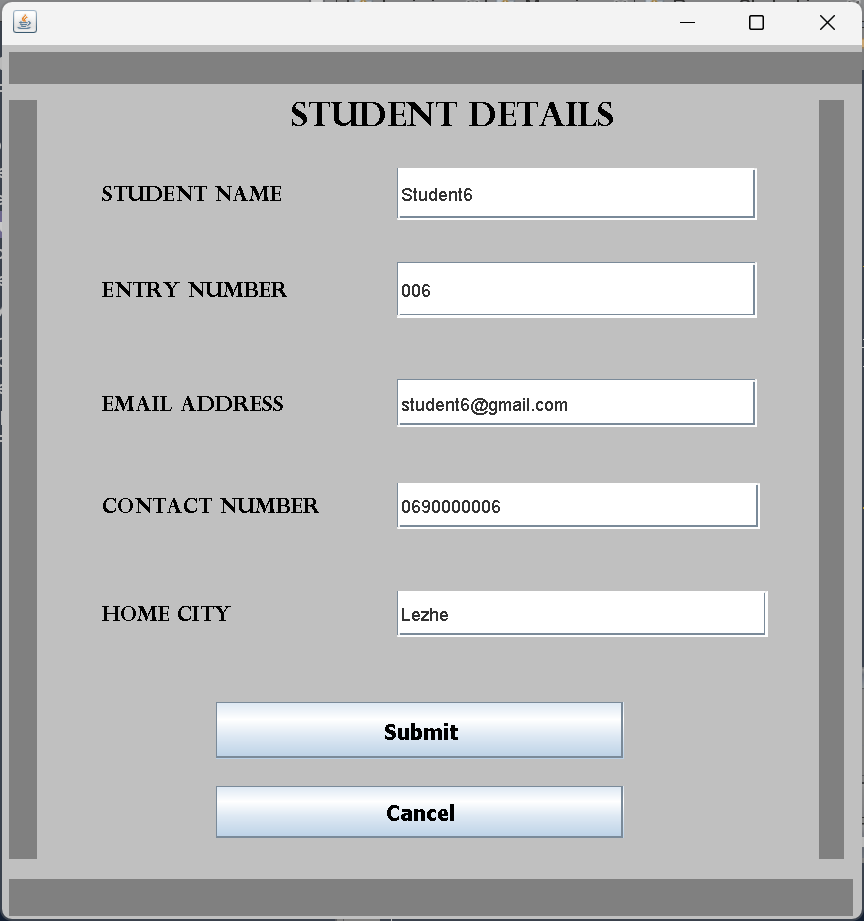 STUDENT DETAILS
STUDENT NAME Student6
ENTRY NUMBER 006
EMAIL ADDRESS student6@gmail.com
CONTACT NUMBER 0690000006
HOME CITY Lezhe
Submit
Cancel